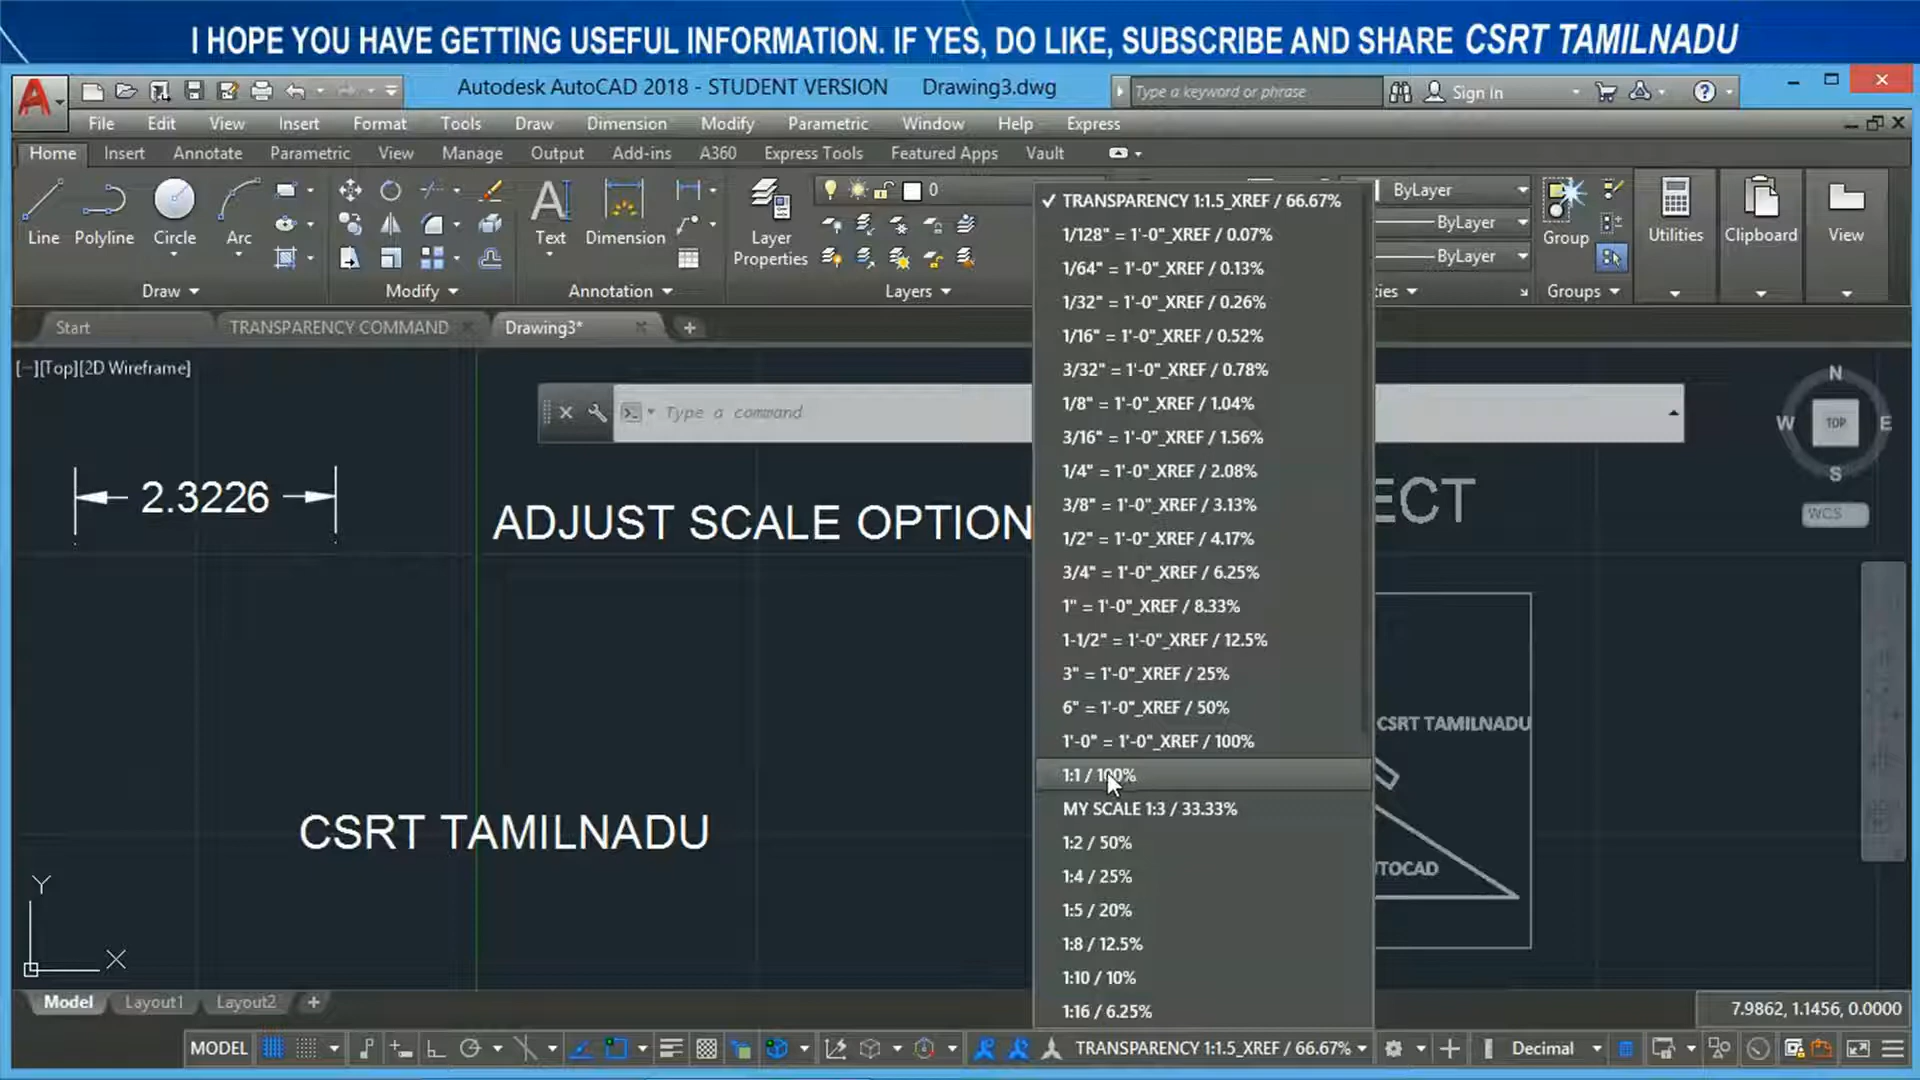 I HOPE YOU HAVE GETTING USEFUL INFORMATION. IF YES, DO LIKE, SUBSCRIBE AND SHARE CSRT TAMILNADU
Autodesk AutoCAD 2018 - STUDENT VERSION Drawing3.dwg
Type a keyword or phrase
Sign In
File Edit View Insert Format Tools Draw Dimension Modify Parametric Window Help Express
Home Insert Annotate Parametric View Manage Output Add-ins A360 Express Tools Featured Apps Vault
Line Polyline Circle Arc
Text Dimension
Layer Properties
0
ByLayer
ByLayer
ByLayer
Group Utilities Clipboard View
Draw Modify Annotation Layers ies Groups
Start TRANSPARENCY COMMAND Drawing3*
[−][Top][2D Wireframe]
Type a command
✓ TRANSPARENCY 1:1.5_XREF / 66.67%
1/128" = 1'-0"_XREF / 0.07%
1/64" = 1'-0"_XREF / 0.13%
1/32" = 1'-0"_XREF / 0.26%
1/16" = 1'-0"_XREF / 0.52%
3/32" = 1'-0"_XREF / 0.78%
1/8" = 1'-0"_XREF / 1.04%
3/16" = 1'-0"_XREF / 1.56%
1/4" = 1'-0"_XREF / 2.08%
3/8" = 1'-0"_XREF / 3.13%
1/2" = 1'-0"_XREF / 4.17%
3/4" = 1'-0"_XREF / 6.25%
1" = 1'-0"_XREF / 8.33%
1-1/2" = 1'-0"_XREF / 12.5%
3" = 1'-0"_XREF / 25%
6" = 1'-0"_XREF / 50%
1'-0" = 1'-0"_XREF / 100%
1:1 / 100%
MY SCALE 1:3 / 33.33%
1:2 / 50%
1:4 / 25%
1:5 / 20%
1:8 / 12.5%
1:10 / 10%
1:16 / 6.25%
N
W TOP E
S
WCS
2.3226
ADJUST SCALE OPTION
ECT
CSRT TAMILNADU
CSRT TAMILNADU
TOCAD
Y
X
Model Layout1 Layout2 +
7.9862, 1.1456, 0.0000
MODEL
TRANSPARENCY 1:1.5_XREF / 66.67%
Decimal